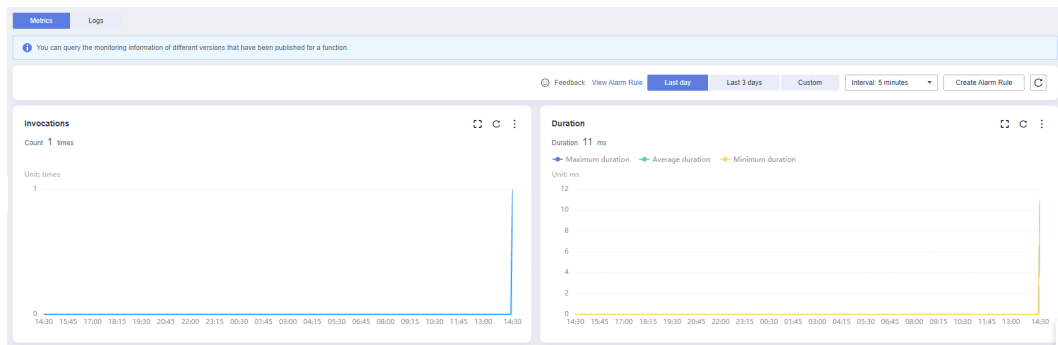 Metrics Logs
You can query the monitoring information of different versions that have been published for a function.
Feedback View Alarm Rule Last day Last 3 days Custom Interval: 5 minutes Create Alarm Rule
Invocations
Count 1 times
Unit: times
1
0
14:30 15:45 17:00 18:15 19:30 20:45 22:00 23:15 00:30 01:45 03:00 04:15 05:30 06:45 08:00 09:15 10:30 11:45 13:00 14:30
Duration
Duration 11 ms
Maximum duration Average duration Minimum duration
Unit: ms
12
10
8
6
4
2
0
14:30 15:45 17:00 18:15 19:30 20:45 22:00 23:15 00:30 01:45 03:00 04:15 05:30 06:45 08:00 09:15 10:30 11:45 13:00 14:30